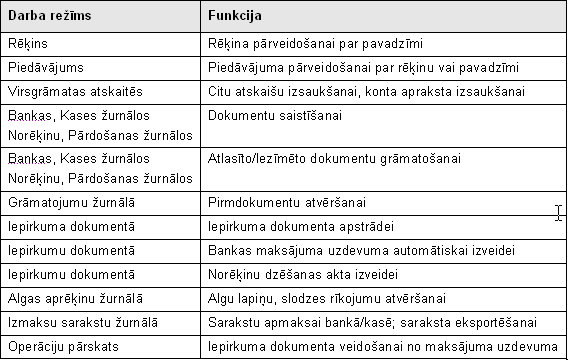 Darba režīms Funkcija
Rēķins Rēķina pārveidošanai par pavadzīmi
Piedāvājums Piedāvājuma pārveidošanai par rēķinu vai pavadzīmi
Virsgrāmatas atskaitēs Citu atskaišu izsaukšanai, konta apraksta izsaukšanai
Bankas, Kases žurnālos Dokumentu saistīšanai
Norēķinu, Pārdošanas žurnālos
Bankas, Kases žurnālos Atlasīto/Iezīmēto dokumentu grāmatošanai
Norēķinu, Pārdošanas žurnālos
Grāmatojumu žurnālā Pirmdokumentu atvēršanai
Iepirkuma dokumentā Iepirkuma dokumenta apstrādei
Iepirkumu dokumentā Bankas maksājuma uzdevuma automātiskai izveidei
Iepirkumu dokumentā Norēķinu dzēšanas akta izveidei
Algas aprēķinu žurnālā Algu lapiņu, slodzes rīkojumu atvēršanai
Izmaksu sarakstu žurnālā Sarakstu apmaksai bankā/kasē; saraksta eksportēšanai
Operāciju pārskats Iepirkuma dokumenta veidošanai no maksājuma uzdevuma